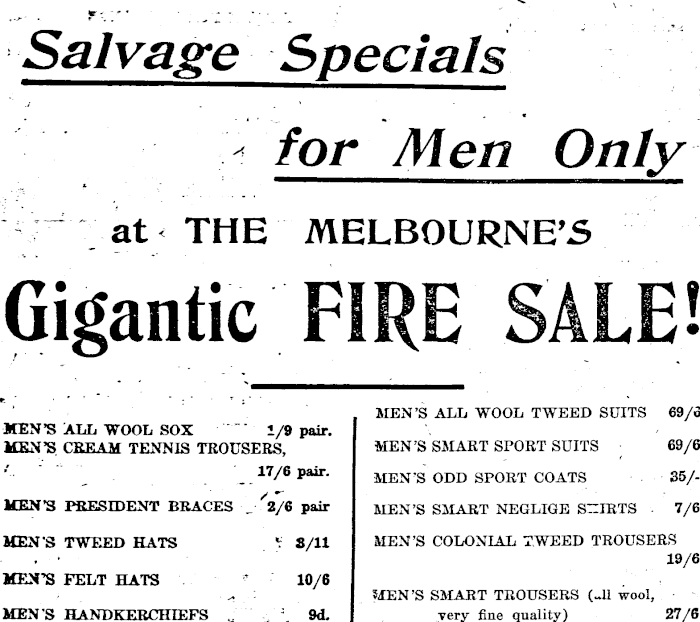 Salvage Specials
for Men Only
at THE MELBOURNE'S
Gigantic FIRE SALE!
MEN'S ALL WOOL SOX 1/9 pair.
MEN'S CREAM TENNIS TROUSERS,
17/6 pair.
MEN'S PRESIDENT BRACES 2/6 pair
MEN'S TWEED HATS 3/11
MEN'S FELT HATS 10/6
MEN'S HANDKERCHIEFS 9d.
MEN'S ALL WOOL TWEED SUITS 69/6
MEN'S SMART SPORT SUITS 69/6
MEN'S ODD SPORT COATS 35/-
MEN'S SMART NEGLIGE SHIRTS 7/6
MEN'S COLONIAL TWEED TROUSERS
19/6
MEN'S SMART TROUSERS (all wool,
very fine quality) 27/6